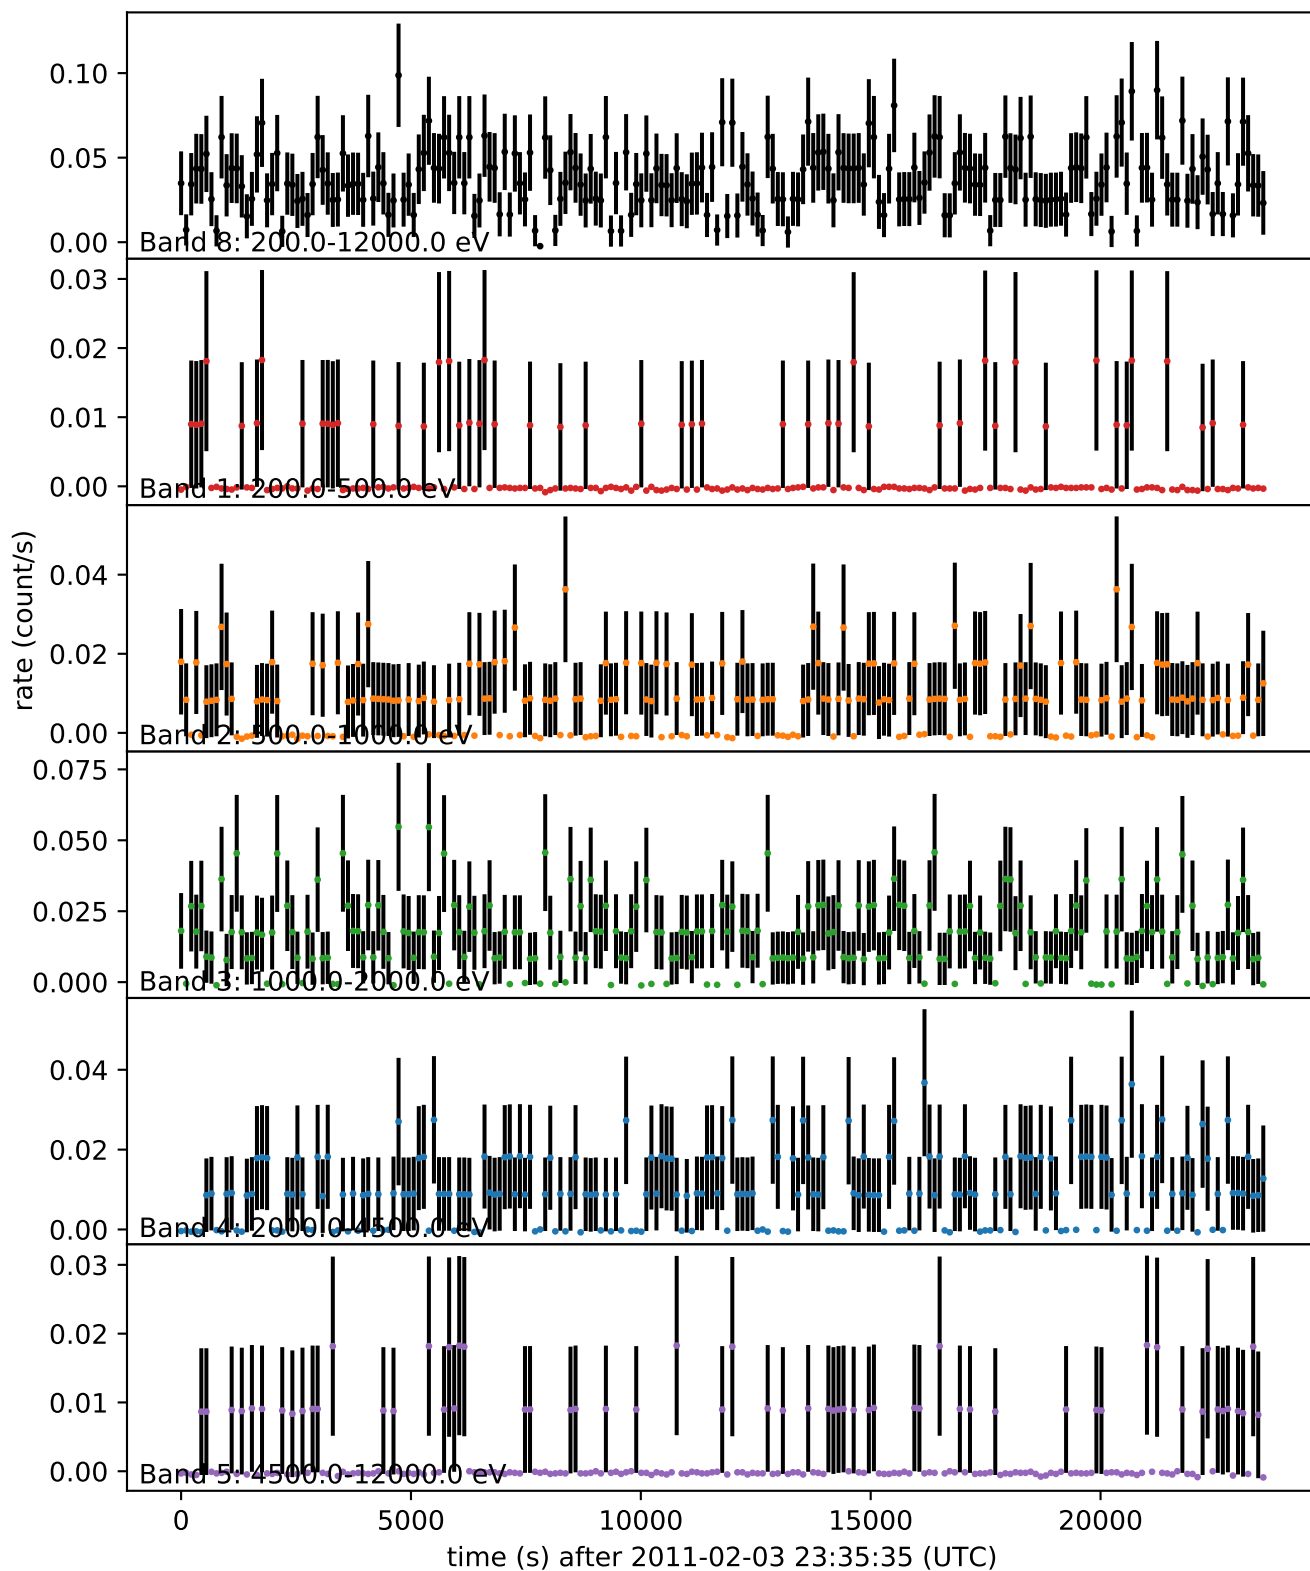 0.10
0.05
0.00
Band 8: 200.0-12000.0 eV
0.03
0.02
0.01
0.00
Band 1: 200.0-500.0 eV
rate (count/s)
0.04
0.02
0.00
Band 2: 500.0-1000.0 eV
0.075
0.050
0.025
0.000
Band 3: 1000.0-2000.0 eV
0.04
0.02
0.00
Band 4: 2000.0-4500.0 eV
0.03
0.02
0.01
0.00
Band 5: 4500.0-12000.0 eV
0 5000 10000 15000 20000
time (s) after 2011-02-03 23:35:35 (UTC)